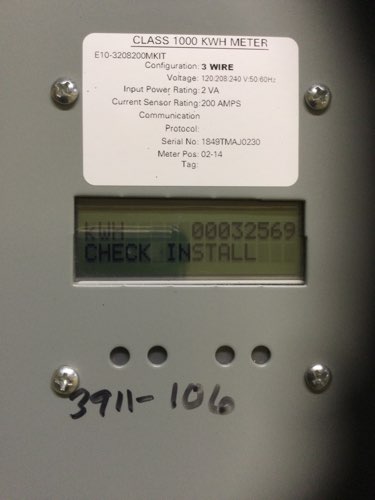 CLASS 1000 KWH METER
E10-3208200MKIT
Configuration: 3 WIRE
Voltage: 120:208:240 V:50:60Hz
Input Power Rating: 2 VA
Current Sensor Rating: 200 AMPS
Communication
Protocol:
Serial No: 1849TMAJ0230
Meter Pos: 02-14
Tag:
KWH 00032569
CHECK INSTALL
3911-106